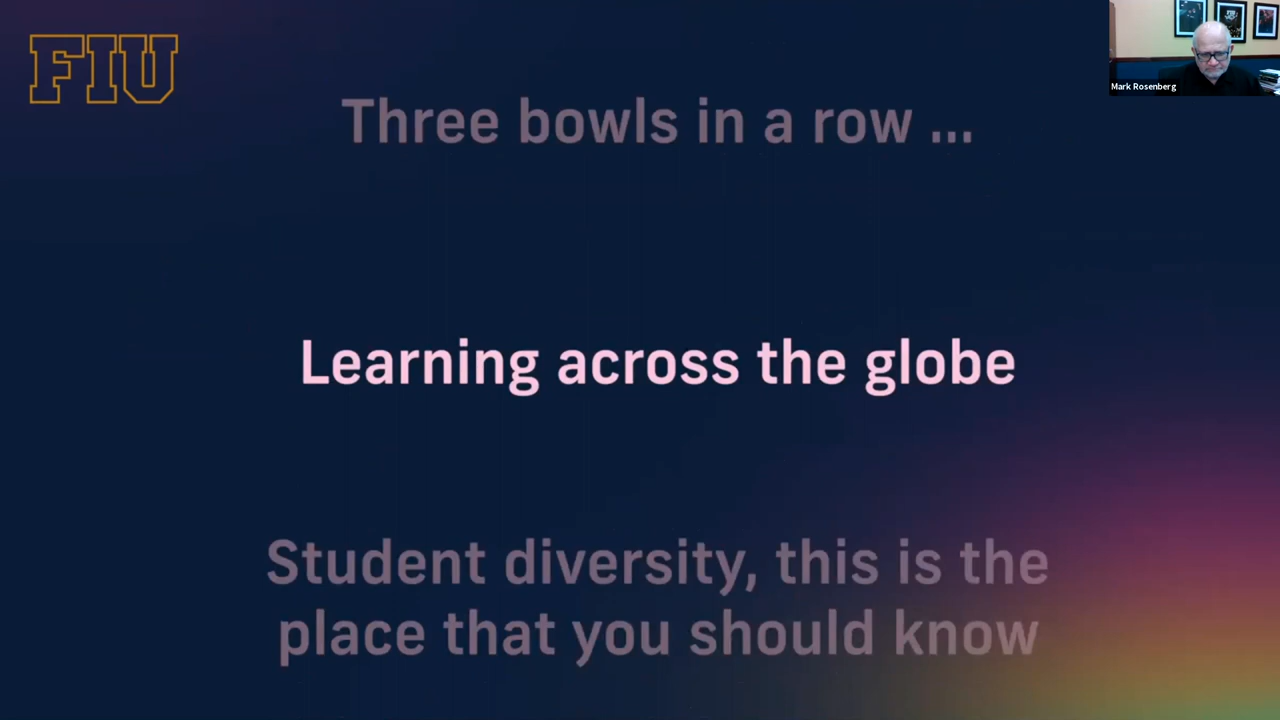 FIU
Mark Rosenberg
Three bowls in a row ...
Learning across the globe
Student diversity, this is the
place that you should know